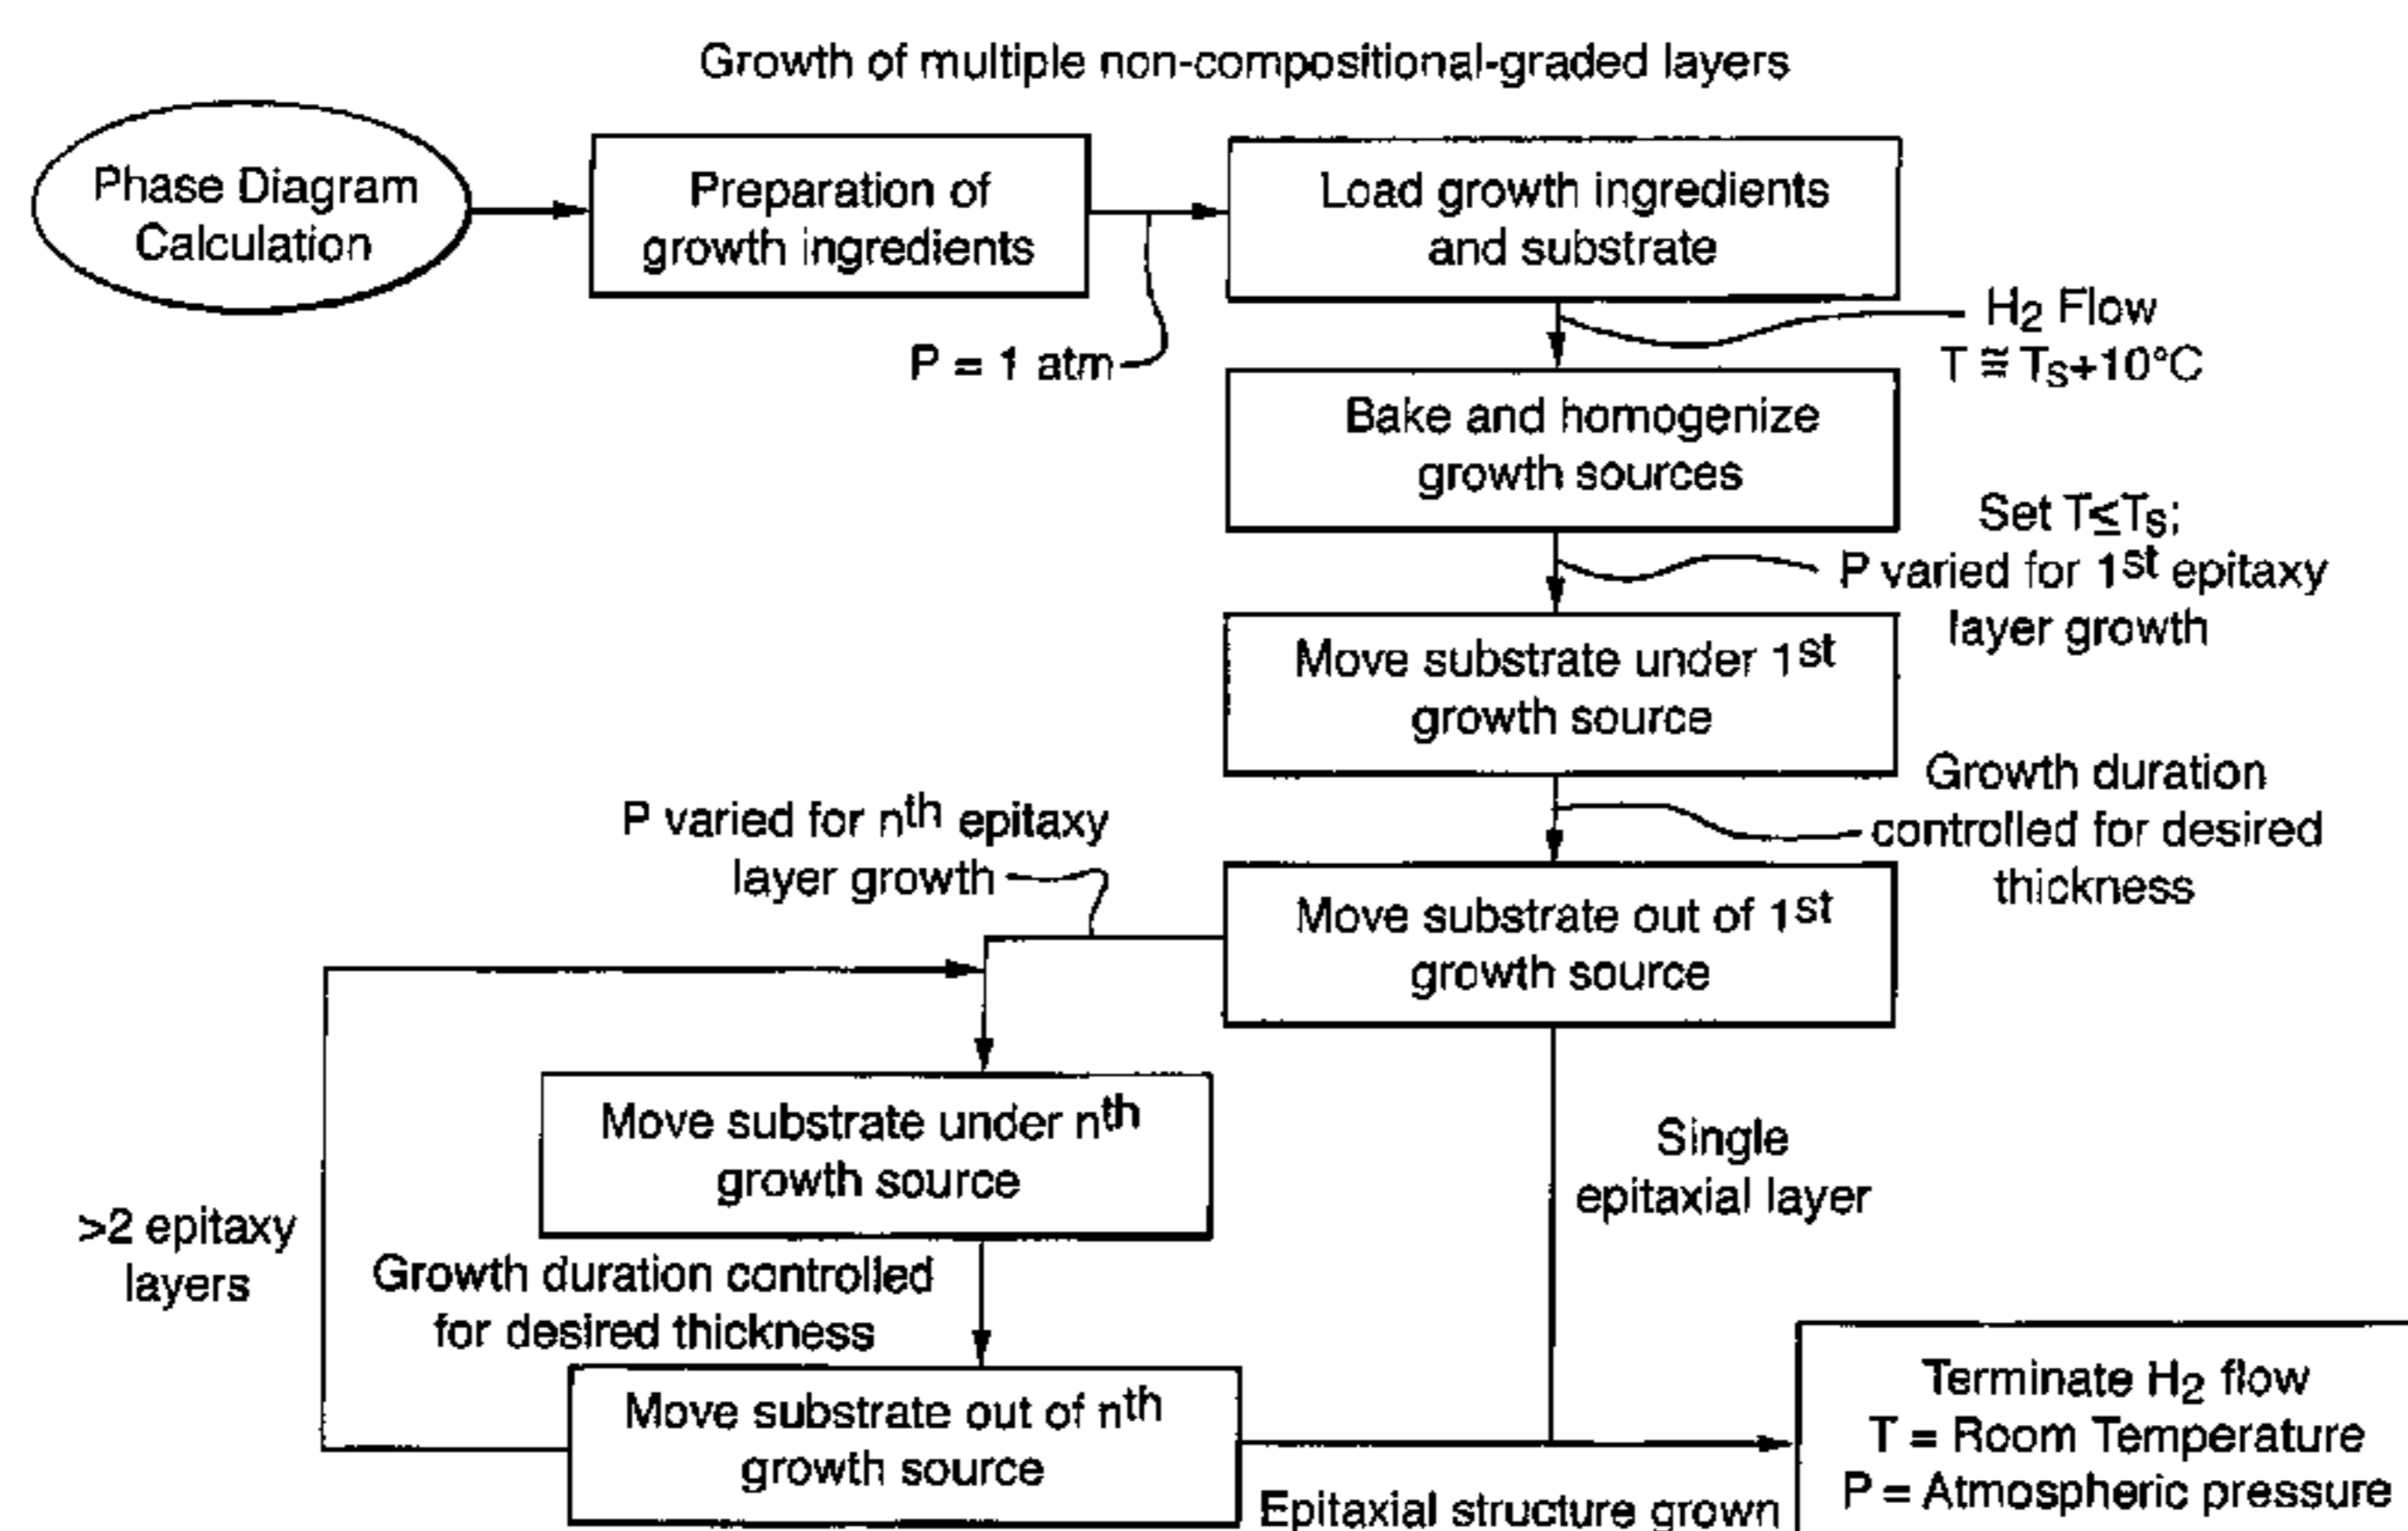 Growth of multiple non-compositional-graded layers
Phase Diagram
Calculation
Preparation of
growth ingredients
Load growth ingredients
and substrate
P = 1 atm
H2 Flow
T ≅ TS+10°C
Bake and homogenize
growth sources
Set T≤TS;
P varied for 1st epitaxy
layer growth
Move substrate under 1st
growth source
Growth duration
controlled for desired
thickness
P varied for nth epitaxy
layer growth
Move substrate out of 1st
growth source
Move substrate under nth
growth source
Single
epitaxial layer
>2 epitaxy
layers
Growth duration controlled
for desired thickness
Move substrate out of nth
growth source
Epitaxial structure grown
Terminate H2 flow
T = Room Temperature
P = Atmospheric pressure